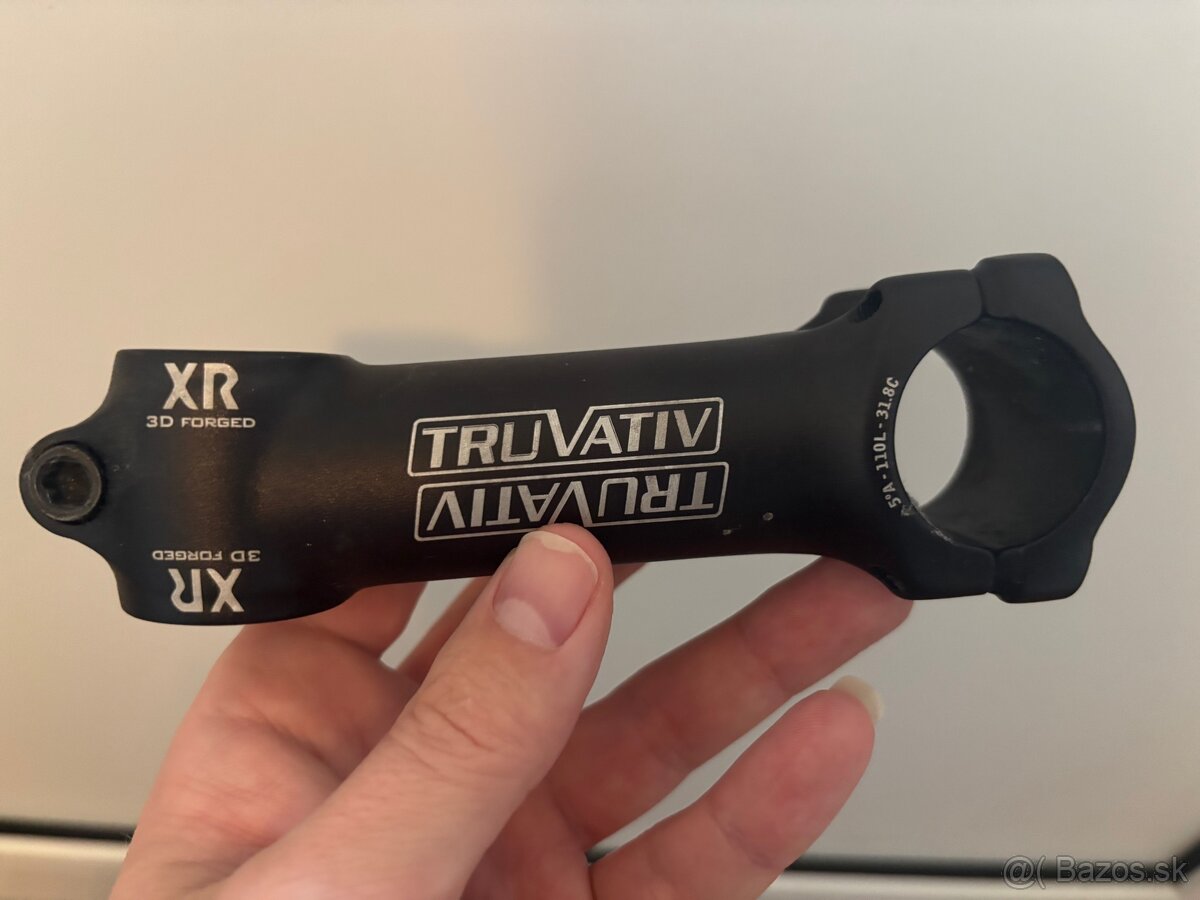 XR
3D FORGED
TRUVATIV
TRUVATIV
3D FORGED
XR
5°A - 110L - 31.8C
@( Bazos.sk